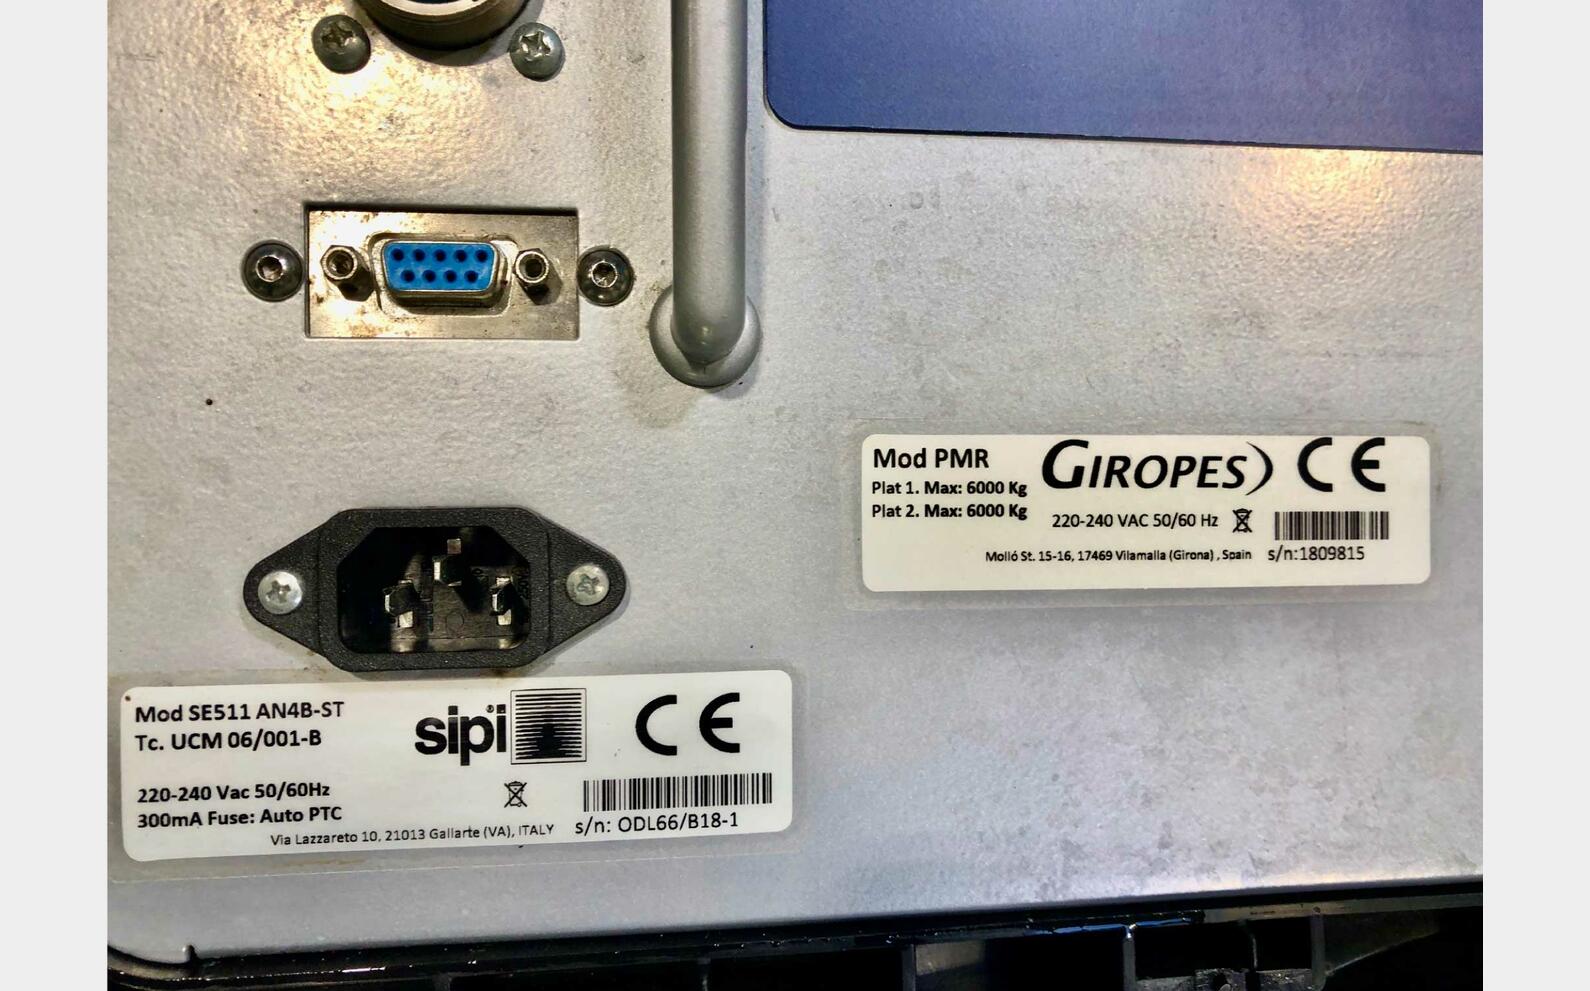 Mod PMR
GIROPES
CE
Plat 1. Max: 6000 Kg
Plat 2. Max: 6000 Kg
220-240 VAC 50/60 Hz
Molló St. 15-16, 17469 Vilamalla (Girona) , Spain
s/n:1809815
Mod SE511 AN4B-ST
Tc. UCM 06/001-B
sipi®
CE
220-240 Vac 50/60Hz
300mA Fuse: Auto PTC
Via Lazzareto 10, 21013 Gallarte (VA), ITALY
s/n: ODL66/B18-1